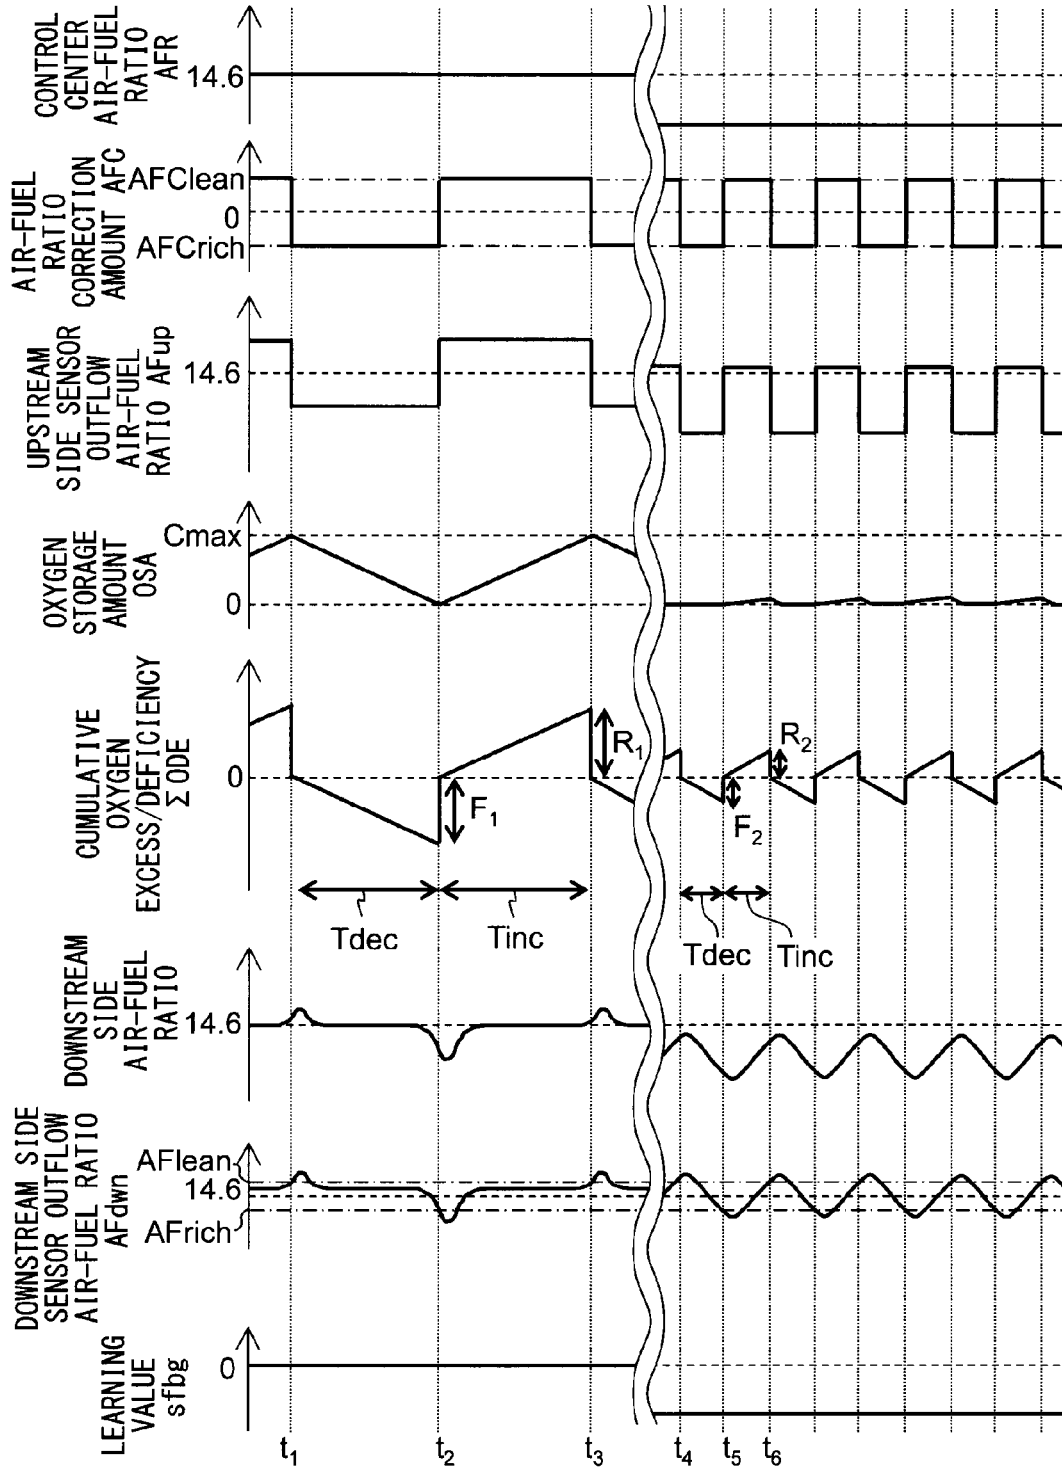 CONTROL
CENTER
AIR-FUEL
RATIO
AFR
14.6
AIR-FUEL
RATIO
CORRECTION
AMOUNT AFC
AFClean
0
AFCrich
UPSTREAM
SIDE SENSOR
OUTFLOW
AIR-FUEL
RATIO AFup
14.6
OXYGEN
STORAGE
AMOUNT
OSA
Cmax
0
CUMULATIVE
OXYGEN
EXCESS/DEFICIENCY
Σ ODE
0
F1
R1
F2
R2
Tdec
Tinc
Tdec
Tinc
DOWNSTREAM
SIDE
AIR-FUEL
RATIO
14.6
DOWNSTREAM SIDE
SENSOR OUTFLOW
AIR-FUEL RATIO
AFdwn
AFlean
14.6
AFrich
LEARNING
VALUE
sfbg
0
t1 t2 t3 t4 t5 t6